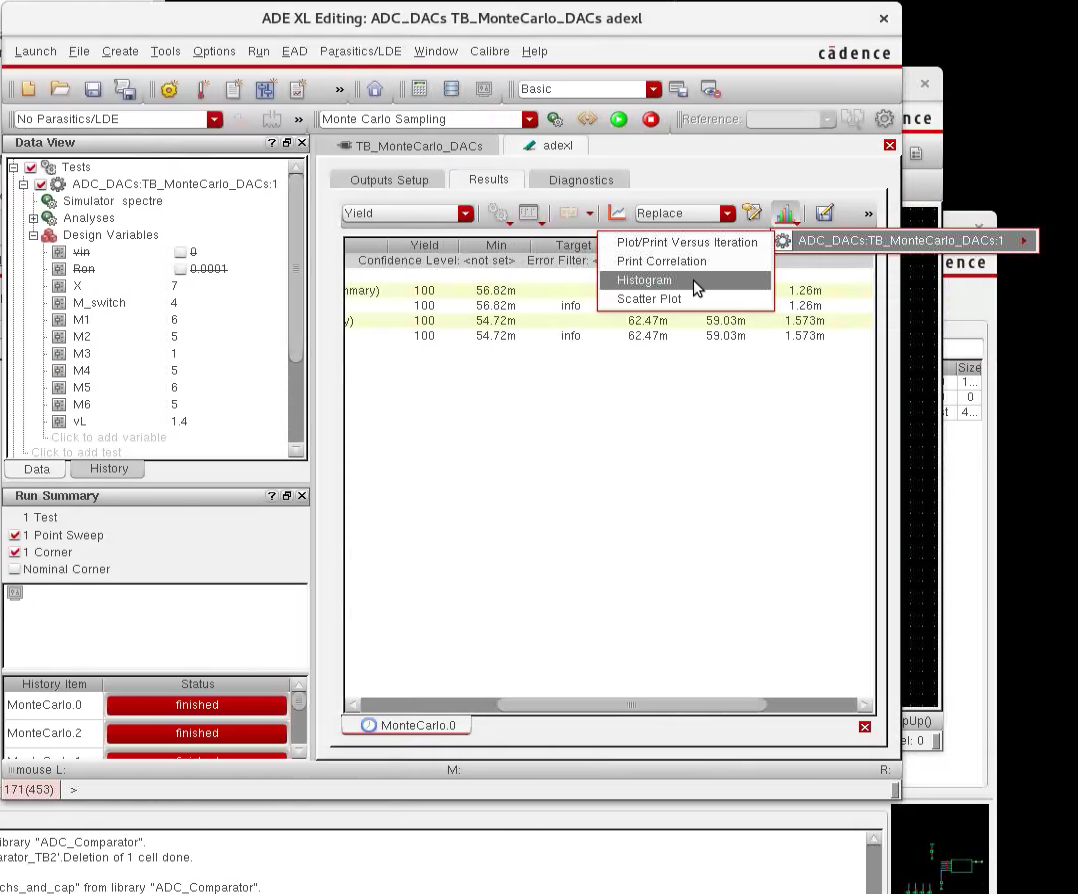 ADE XL Editing: ADC_DACs TB_MonteCarlo_DACs adexl
Launch File Create Tools Options Run EAD Parasitics/LDE Window Calibre Help
cādence
Basic
No Parasitics/LDE
Monte Carlo Sampling
Reference:
nce
Data View
TB_MonteCarlo_DACs
adexl
Tests
ADC_DACs:TB_MonteCarlo_DACs:1
Simulator spectre
Analyses
Design Variables
vin 0
Ron 0.0001
X 7
M_switch 4
M1 6
M2 5
M3 1
M4 5
M5 6
M6 5
vL 1.4
Click to add variable
Click to add test
Data
History
Outputs Setup
Results
Diagnostics
Yield
Replace
Yield Min Target
Confidence Level: <not set> Error Filter: <
Plot/Print Versus Iteration
Print Correlation
Histogram
Scatter Plot
ADC_DACs:TB_MonteCarlo_DACs:1
ence
mmary) 100 56.82m 1.26m
100 56.82m info 1.26m
y) 100 54.72m 62.47m 59.03m 1.573m
100 54.72m info 62.47m 59.03m 1.573m
Size
1...
0
st 4...
Run Summary
1 Test
1 Point Sweep
1 Corner
Nominal Corner
History Item Status
MonteCarlo.0 finished
MonteCarlo.2 finished
MonteCarlo.0
pUp()
el: 0
mouse L: M: R:
171(453) >
ibrary "ADC_Comparator".
arator_TB2'.Deletion of 1 cell done.
chs_and_cap" from library "ADC_Comparator".